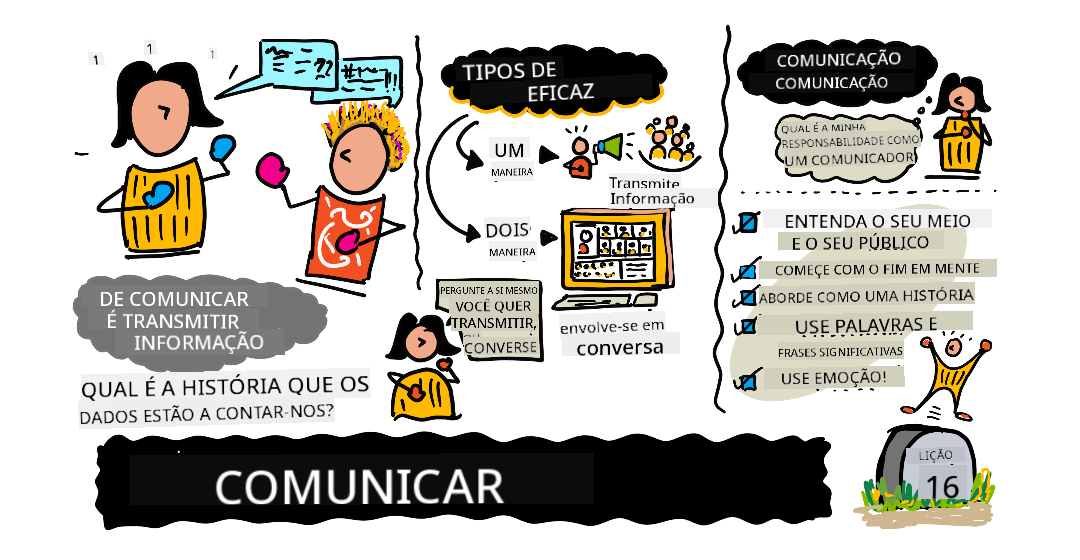 1
1
1
??
!!
DE COMUNICAR
É TRANSMITIR
INFORMAÇÃO
QUAL É A HISTÓRIA QUE OS
DADOS ESTÃO A CONTAR-NOS?
TIPOS DE
EFICAZ
UM
MANEIRA
Transmite
Informação
DOIS
MANEIRA
envolve-se em
conversa
PERGUNTE A SI MESMO
VOCÊ QUER
TRANSMITIR,
CONVERSE
COMUNICAÇÃO
COMUNICAÇÃO
QUAL É A MINHA
RESPONSABILIDADE COMO
UM COMUNICADOR
ENTENDA O SEU MEIO
E O SEU PÚBLICO
COMEÇE COM O FIM EM MENTE
ABORDE COMO UMA HISTÓRIA
USE PALAVRAS E
FRASES SIGNIFICATIVAS
USE EMOÇÃO!
COMUNICAR
LIÇÃO
16